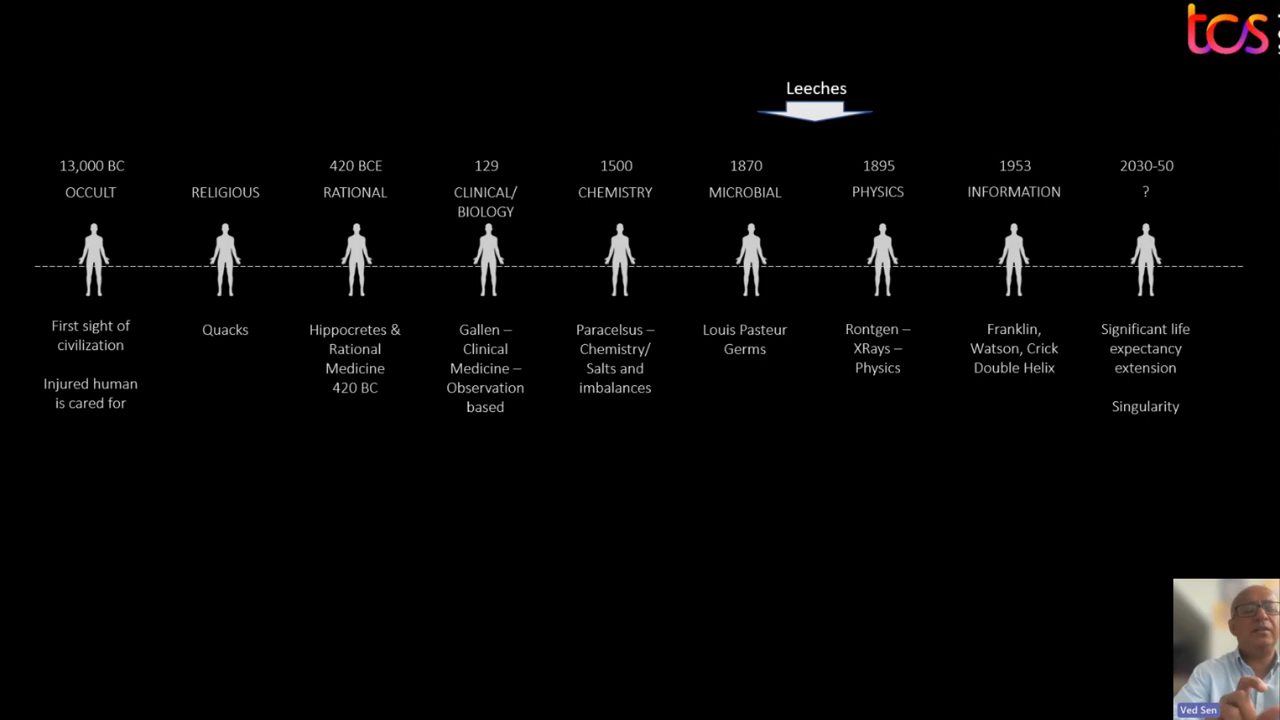 tcs
Leeches
13,000 BC
OCCULT
First sight of
civilization
Injured human
is cared for
RELIGIOUS
Quacks
420 BCE
RATIONAL
Hippocretes &
Rational
Medicine
420 BC
129
CLINICAL/
BIOLOGY
Gallen –
Clinical
Medicine –
Observation
based
1500
CHEMISTRY
Paracelsus –
Chemistry/
Salts and
imbalances
1870
MICROBIAL
Louis Pasteur
Germs
1895
PHYSICS
Rontgen –
XRays –
Physics
1953
INFORMATION
Franklin,
Watson, Crick
Double Helix
2030-50
?
Significant life
expectancy
extension
Singularity
Ved Sen